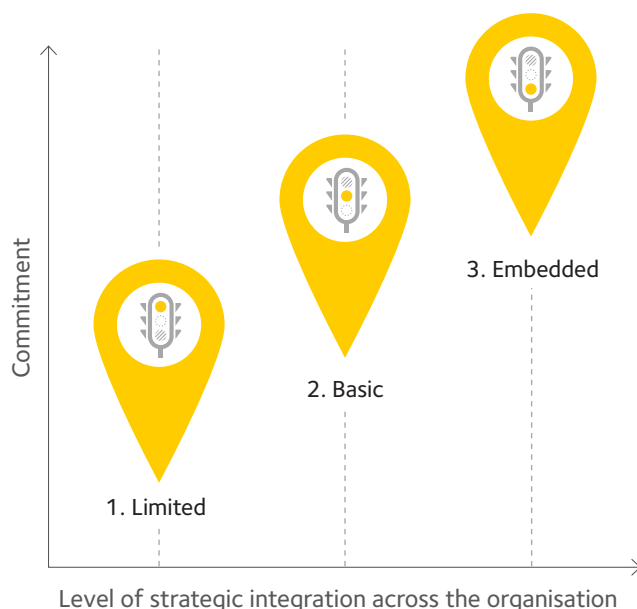 Commitment
3. Embedded
2. Basic
1. Limited
Level of strategic integration across the organisation